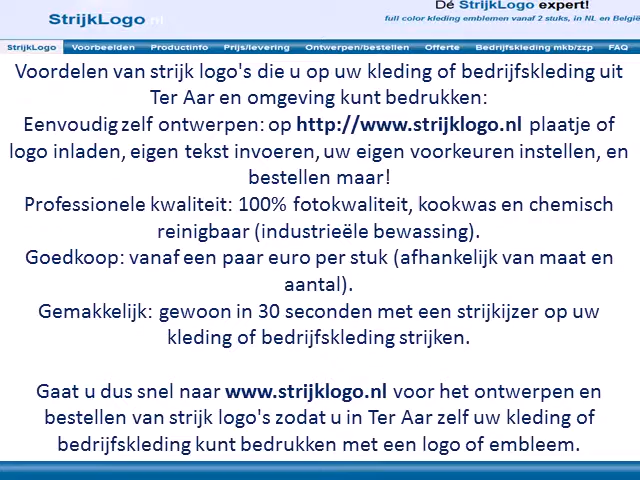 Dé StrijkLogo expert!
StrijkLogo nl
full color kleding emblemen vanaf 2 stuks, in NL en België
StrijkLogo Voorbeelden Productinfo Prijs/levering Ontwerpen/bestellen Offerte Bedrijfskleding mkb/zzp FAQ
Voordelen van strijk logo's die u op uw kleding of bedrijfskleding uit
Ter Aar en omgeving kunt bedrukken:
Eenvoudig zelf ontwerpen: op http://www.strijklogo.nl plaatje of
logo inladen, eigen tekst invoeren, uw eigen voorkeuren instellen, en
bestellen maar!
Professionele kwaliteit: 100% fotokwaliteit, kookwas en chemisch
reinigbaar (industrieële bewassing).
Goedkoop: vanaf een paar euro per stuk (afhankelijk van maat en
aantal).
Gemakkelijk: gewoon in 30 seconden met een strijkijzer op uw
kleding of bedrijfskleding strijken.
Gaat u dus snel naar www.strijklogo.nl voor het ontwerpen en
bestellen van strijk logo's zodat u in Ter Aar zelf uw kleding of
bedrijfskleding kunt bedrukken met een logo of embleem.